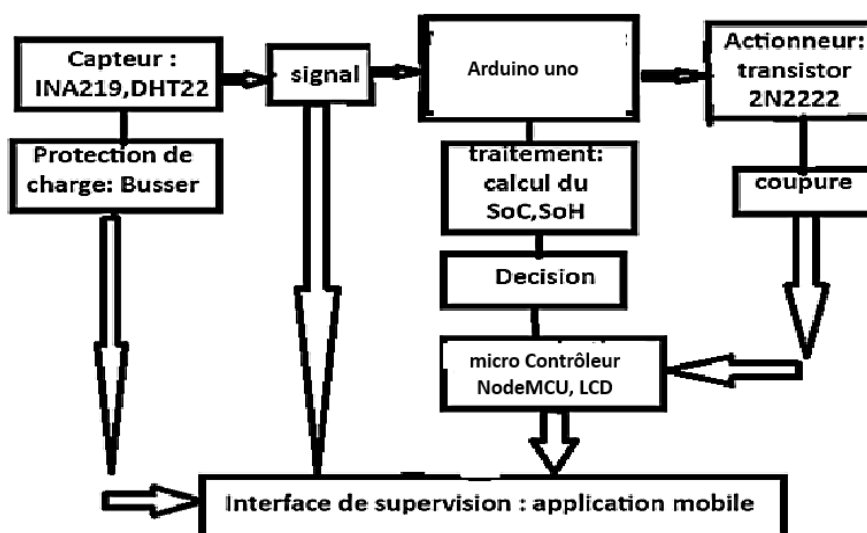 Capteur :
INA219,DHT22
signal
Arduino uno
Actionneur:
transistor
2N2222
Protection de
charge: Busser
traitement:
calcul du
SoC,SoH
coupure
Decision
micro Contrôleur
NodeMCU, LCD
Interface de supervision : application mobile